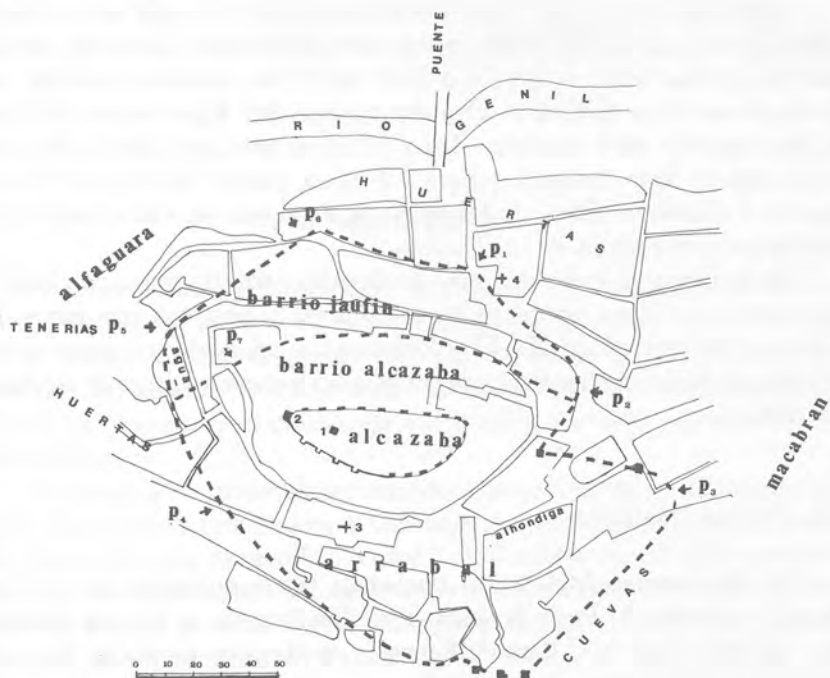 PUENTE
RIO GENIL
HUERTAS
P₆
alfaguara
P₁
+4
barrio jaufin
TENERIAS P₅
P₇
agua
barrio alcazaba
P₂
HUERTAS
2
1 alcazaba
macabran
P₃
P₄
+3
alhondiga
arrabal
CUEVAS
0 10 20 30 40 50